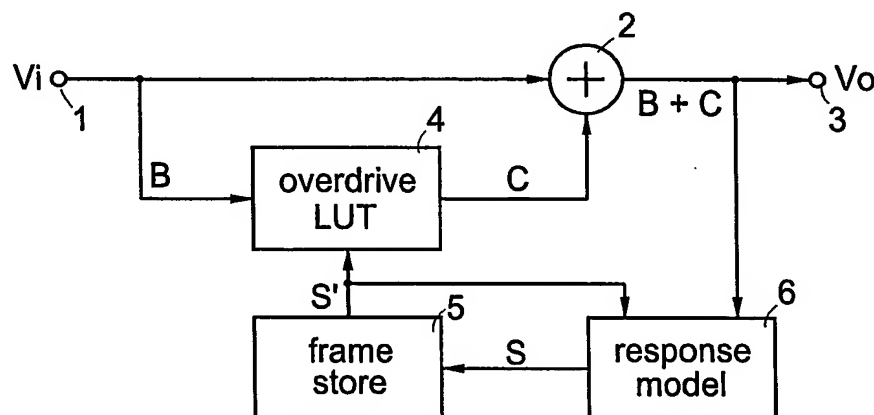 2
Vi
1
+
B + C
3
Vo
4
B
overdrive
LUT
C
S'
5
frame
store
S
6
response
model